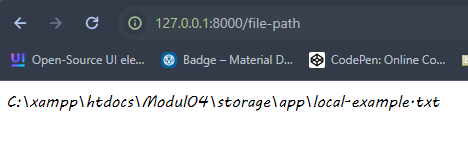 127.0.0.1:8000/file-path
Open-Source UI ele...
Badge – Material D...
CodePen: Online Co...
C:\xampp\htdocs\Modul04\storage\app\local-example.txt